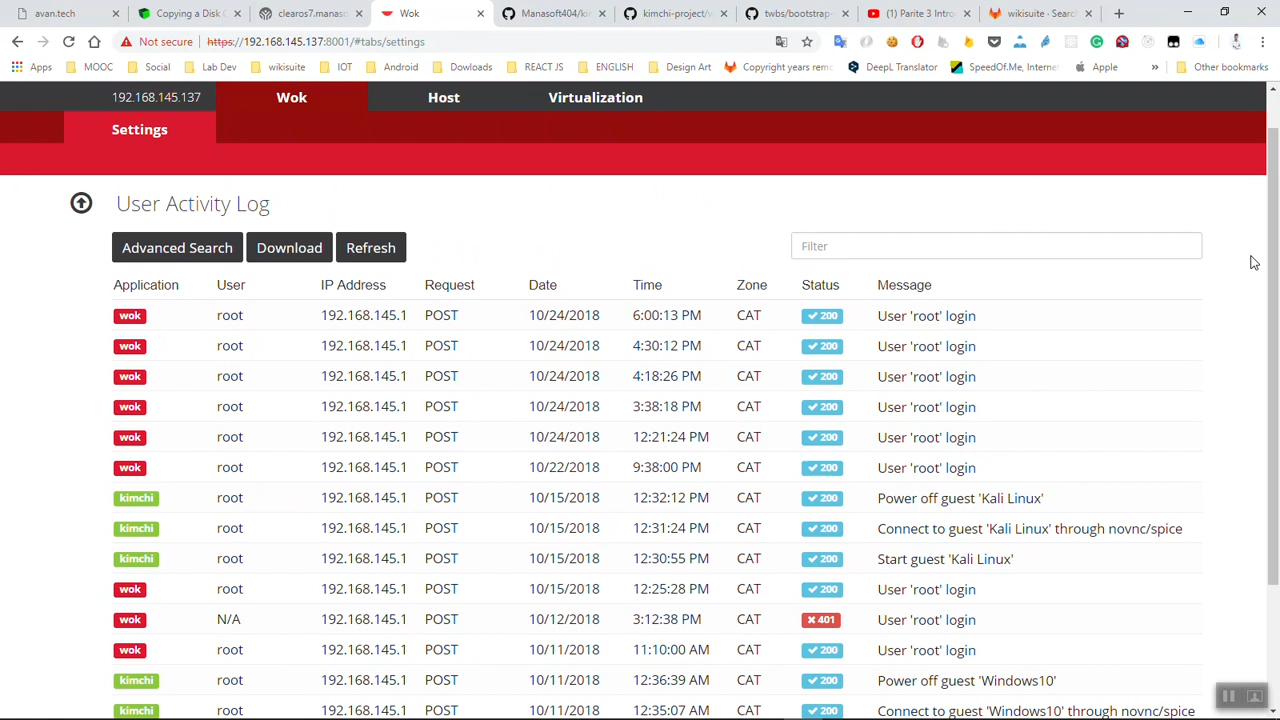 avan.tech
Copying a Disk C
clearos7.manaso
Wok
Manasoft404/kin
kimchi-project/w
twbs/bootstrap-
(1) Parite 3 Intro
wikisuite · Searc
Not secure https://192.168.145.137:8001/#tabs/settings
Apps MOOC Social Lab Dev wikisuite IOT Android Dowloads REACT JS ENGLISH Design Art Copyright years rem DeepL Translator SpeedOf.Me, Internet Apple » Other bookmarks
192.168.145.137 Wok Host Virtualization
Settings
User Activity Log
Advanced Search Download Refresh Filter
Application User IP Address Request Date Time Zone Status Message
wok root 192.168.145.1 POST 10/24/2018 6:00:13 PM CAT 200 User 'root' login
wok root 192.168.145.1 POST 10/24/2018 4:30:12 PM CAT 200 User 'root' login
wok root 192.168.145.1 POST 10/24/2018 4:18:26 PM CAT 200 User 'root' login
wok root 192.168.145.1 POST 10/24/2018 3:38:18 PM CAT 200 User 'root' login
wok root 192.168.145.1 POST 10/24/2018 12:21:24 PM CAT 200 User 'root' login
wok root 192.168.145.1 POST 10/22/2018 9:38:00 PM CAT 200 User 'root' login
kimchi root 192.168.145.1 POST 10/15/2018 12:32:12 PM CAT 200 Power off guest 'Kali Linux'
kimchi root 192.168.145.1 POST 10/15/2018 12:31:24 PM CAT 200 Connect to guest 'Kali Linux' through novnc/spice
kimchi root 192.168.145.1 POST 10/15/2018 12:30:55 PM CAT 200 Start guest 'Kali Linux'
wok root 192.168.145.1 POST 10/15/2018 12:25:28 PM CAT 200 User 'root' login
wok N/A 192.168.145.1 POST 10/12/2018 3:12:38 PM CAT 401 User 'root' login
wok root 192.168.145.1 POST 10/11/2018 11:10:00 AM CAT 200 User 'root' login
kimchi root 192.168.145.1 POST 10/11/2018 12:36:39 AM CAT 200 Power off guest 'Windows10'
kimchi root 192.168.145.1 POST 10/11/2018 12:35:07 AM CAT 200 Connect to guest 'Windows10' through novnc/spice